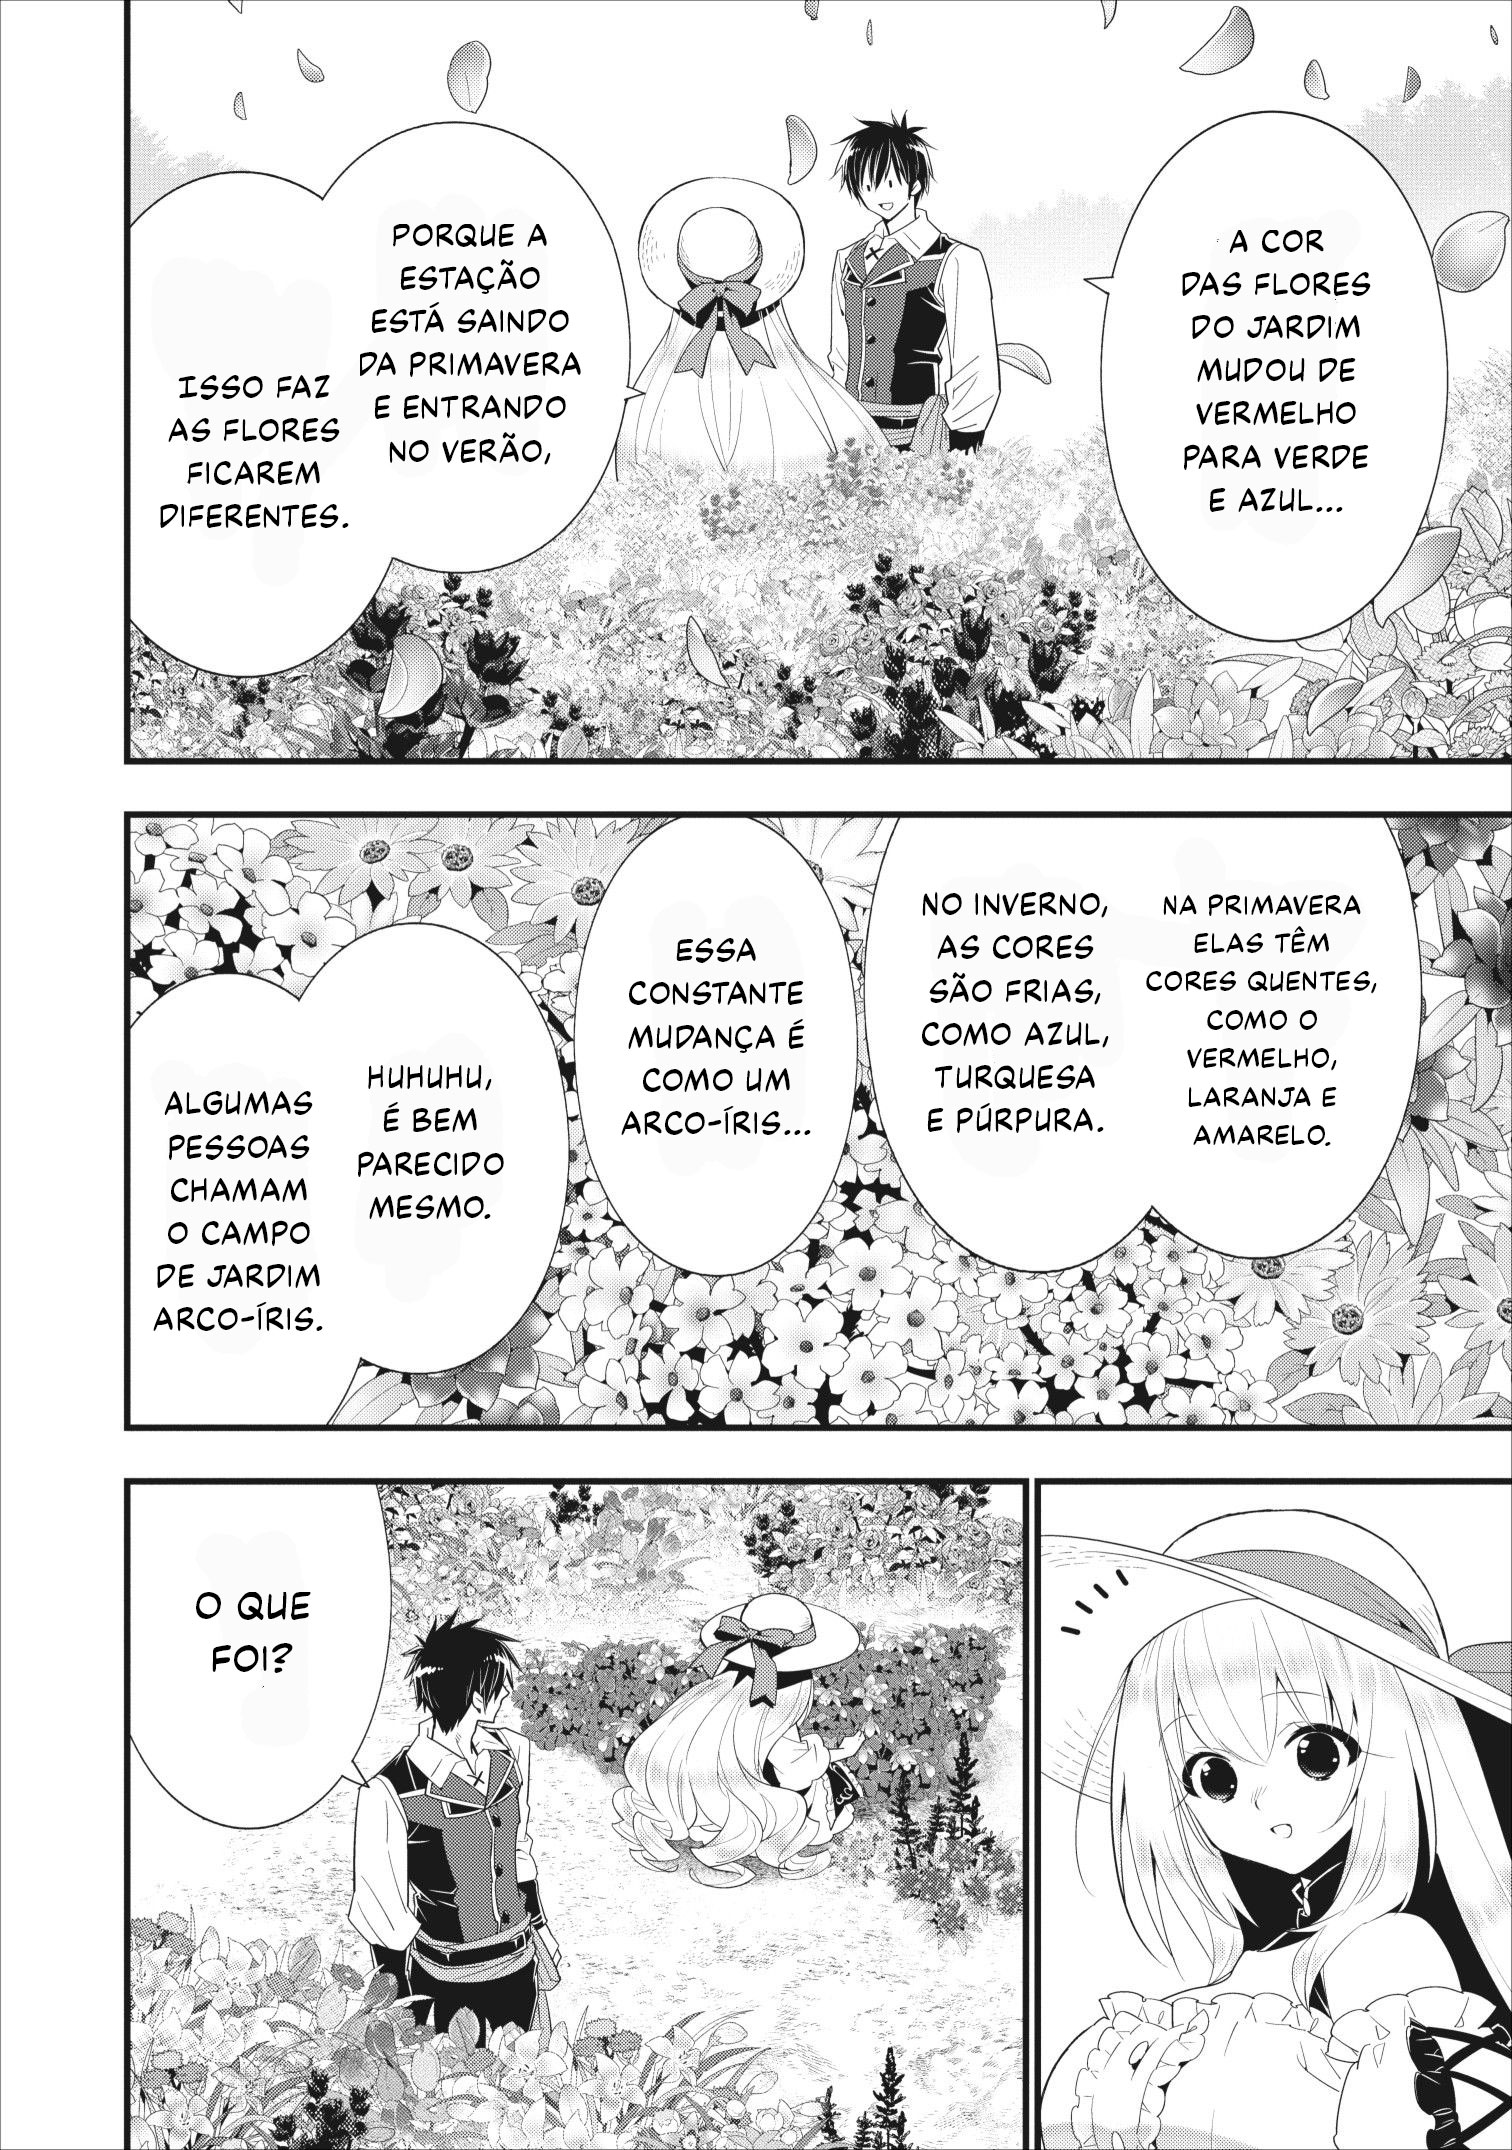 A COR
DAS FLORES
DO JARDIM
MUDOU DE
VERMELHO
PARA VERDE
E AZUL...
PORQUE A
ESTAÇÃO
ESTÁ SAINDO
DA PRIMAVERA
E ENTRANDO
NO VERÃO,
ISSO FAZ
AS FLORES
FICAREM
DIFERENTES.
NA PRIMAVERA
ELAS TÊM
CORES QUENTES,
COMO O
VERMELHO,
LARANJA E
AMARELO.
NO INVERNO,
AS CORES
SÃO FRIAS,
COMO AZUL,
TURQUESA
E PÚRPURA.
ESSA
CONSTANTE
MUDANÇA É
COMO UM
ARCO-ÍRIS...
HUHUHU,
É BEM
PARECIDO
MESMO.
ALGUMAS
PESSOAS
CHAMAM
O CAMPO
DE JARDIM
ARCO-ÍRIS.
O QUE
FOI?